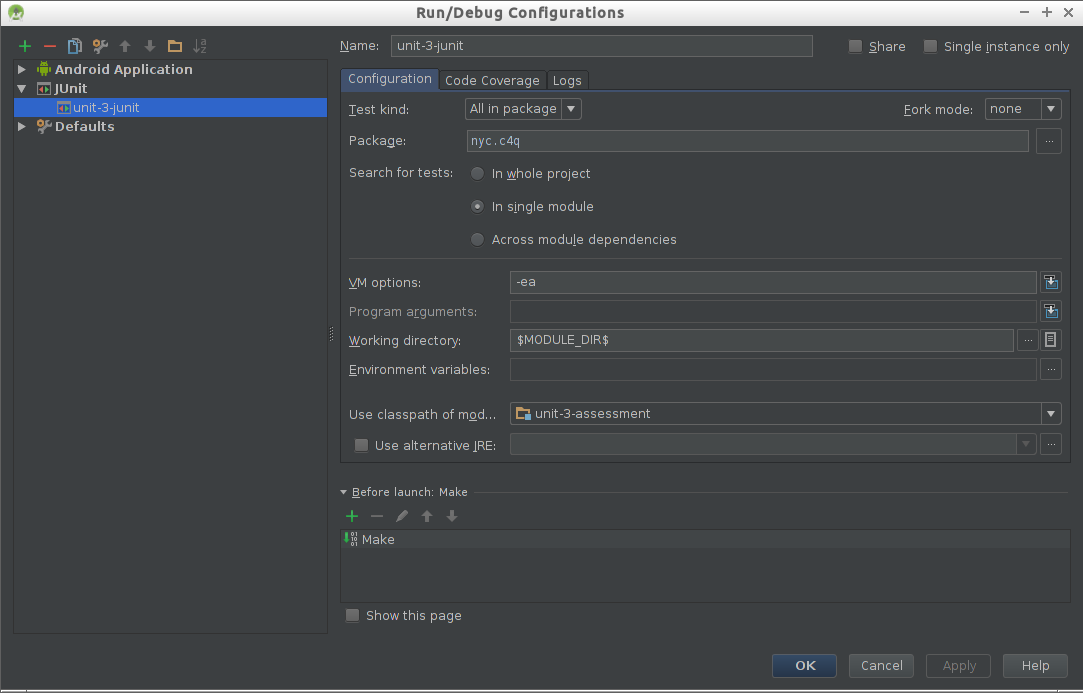 Run/Debug Configurations
Name: unit-3-junit Share Single instance only
Android Application
JUnit
unit-3-junit
Defaults
Configuration Code Coverage Logs
Test kind: All in package Fork mode: none
Package: nyc.c4q ...
Search for tests: In whole project
In single module
Across module dependencies
VM options: -ea
Program arguments:
Working directory: $MODULE_DIR$ ...
Environment variables: ...
Use classpath of mod... unit-3-assessment
Use alternative JRE: ...
Before launch: Make
Make
Show this page
OK Cancel Apply Help